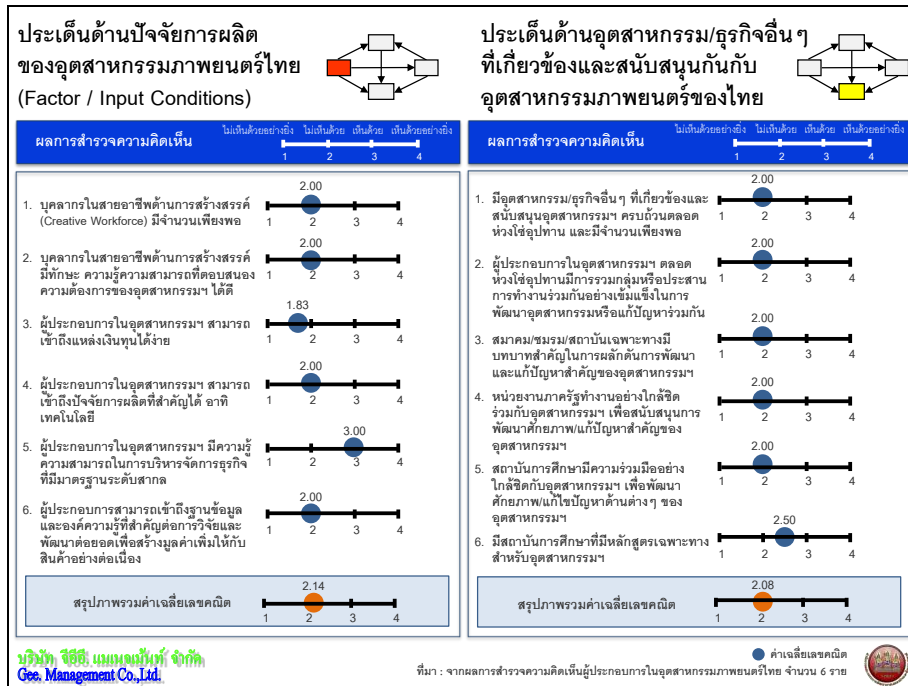 ประเด็นด้านปัจจัยการผลิต
ของอุตสาหกรรมภาพยนตร์ไทย
(Factor / Input Conditions)
ผลการสำรวจความคิดเห็น
ไม่เห็นด้วยอย่างยิ่ง ไม่เห็นด้วย เห็นด้วย เห็นด้วยอย่างยิ่ง
1 2 3 4
2.00
1. บุคลากรในสายอาชีพด้านการสร้างสรรค์
(Creative Workforce) มีจำนวนเพียงพอ
1 2 3 4
2.00
2. บุคลากรในสายอาชีพด้านการสร้างสรรค์
มีทักษะ ความรู้ความสามารถที่ตอบสนอง
ความต้องการของอุตสาหกรรมฯ ได้ดี
1 2 3 4
1.83
3. ผู้ประกอบการในอุตสาหกรรมฯ สามารถ
เข้าถึงแหล่งเงินทุนได้ง่าย
1 2 3 4
2.00
4. ผู้ประกอบการในอุตสาหกรรมฯ สามารถ
เข้าถึงปัจจัยการผลิตที่สำคัญได้ อาทิ
เทคโนโลยี
1 2 3 4
3.00
5. ผู้ประกอบการในอุตสาหกรรมฯ มีความรู้
ความสามารถในการบริหารจัดการธุรกิจ
ที่มีมาตรฐานระดับสากล
1 2 3 4
2.00
6. ผู้ประกอบการสามารถเข้าถึงฐานข้อมูล
และองค์ความรู้ที่สำคัญต่อการวิจัยและ
พัฒนาต่อยอดเพื่อสร้างมูลค่าเพิ่มให้กับ
สินค้าอย่างต่อเนื่อง
1 2 3 4
2.14
สรุปภาพรวมค่าเฉลี่ยเลขคณิต
1 2 3 4
ประเด็นด้านอุตสาหกรรม/ธุรกิจอื่นๆ
ที่เกี่ยวข้องและสนับสนุนกันกับ
อุตสาหกรรมภาพยนตร์ของไทย
ผลการสำรวจความคิดเห็น
ไม่เห็นด้วยอย่างยิ่ง ไม่เห็นด้วย เห็นด้วย เห็นด้วยอย่างยิ่ง
1 2 3 4
2.00
1. มีอุตสาหกรรม/ธุรกิจอื่นๆ ที่เกี่ยวข้องและ
สนับสนุนอุตสาหกรรมฯ ครบถ้วนตลอด
ห่วงโซ่อุปทาน และมีจำนวนเพียงพอ
1 2 3 4
2.00
2. ผู้ประกอบการในอุตสาหกรรมฯ ตลอด
ห่วงโซ่อุปทานมีการรวมกลุ่มหรือประสาน
การทำงานร่วมกันอย่างเข้มแข็งในการ
พัฒนาอุตสาหกรรมหรือแก้ปัญหาร่วมกัน
1 2 3 4
2.00
3. สมาคม/ชมรม/สถาบันเฉพาะทางมี
บทบาทสำคัญในการผลักดันการพัฒนา
และแก้ปัญหาสำคัญของอุตสาหกรรมฯ
1 2 3 4
2.00
4. หน่วยงานภาครัฐทำงานอย่างใกล้ชิด
ร่วมกับอุตสาหกรรมฯ เพื่อสนับสนุนการ
พัฒนาศักยภาพ/แก้ปัญหาสำคัญของ
อุตสาหกรรมฯ
1 2 3 4
2.00
5. สถาบันการศึกษามีความร่วมมืออย่าง
ใกล้ชิดกับอุตสาหกรรมฯ เพื่อพัฒนา
ศักยภาพ/แก้ไขปัญหาด้านต่างๆ ของ
อุตสาหกรรมฯ
1 2 3 4
2.50
6. มีสถาบันการศึกษาที่มีหลักสูตรเฉพาะทาง
สำหรับอุตสาหกรรมฯ
1 2 3 4
2.08
สรุปภาพรวมค่าเฉลี่ยเลขคณิต
1 2 3 4
บริษัท จีอีอี. แมเนจเม้นท์ จำกัด
Gee. Management Co.,Ltd.
ค่าเฉลี่ยเลขคณิต
ที่มา : จากผลการสำรวจความคิดเห็นผู้ประกอบการในอุตสาหกรรมภาพยนตร์ไทย จำนวน 6 ราย